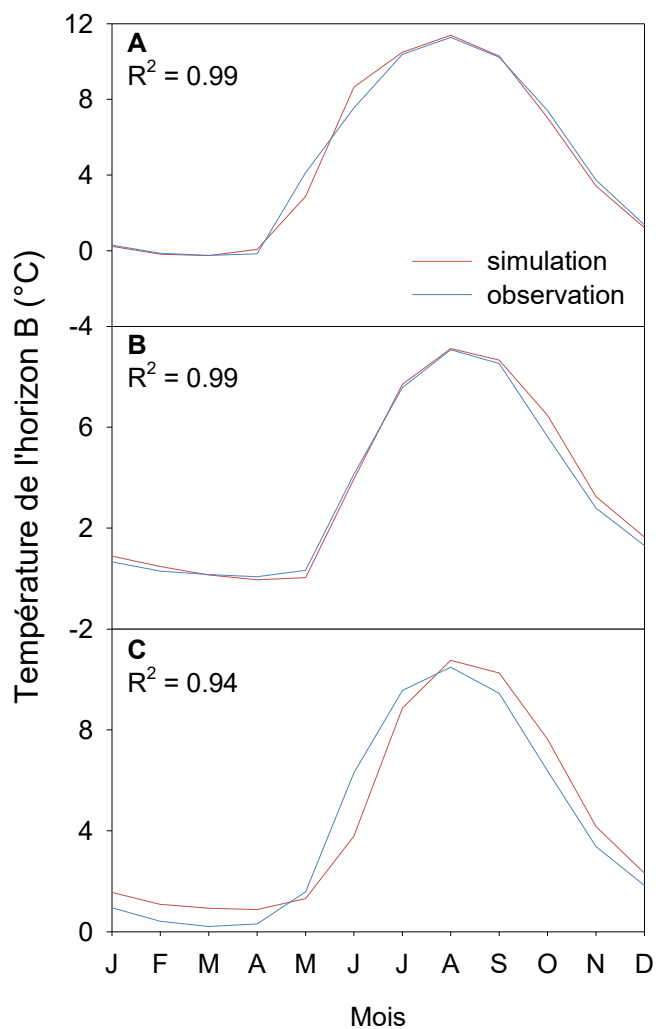 Température de l'horizon B (°C)
12
A
R² = 0.99
8
4
0
simulation
observation
-4
B
R² = 0.99
6
2
-2
C
R² = 0.94
8
4
0
J F M A M J J A S O N D
Mois